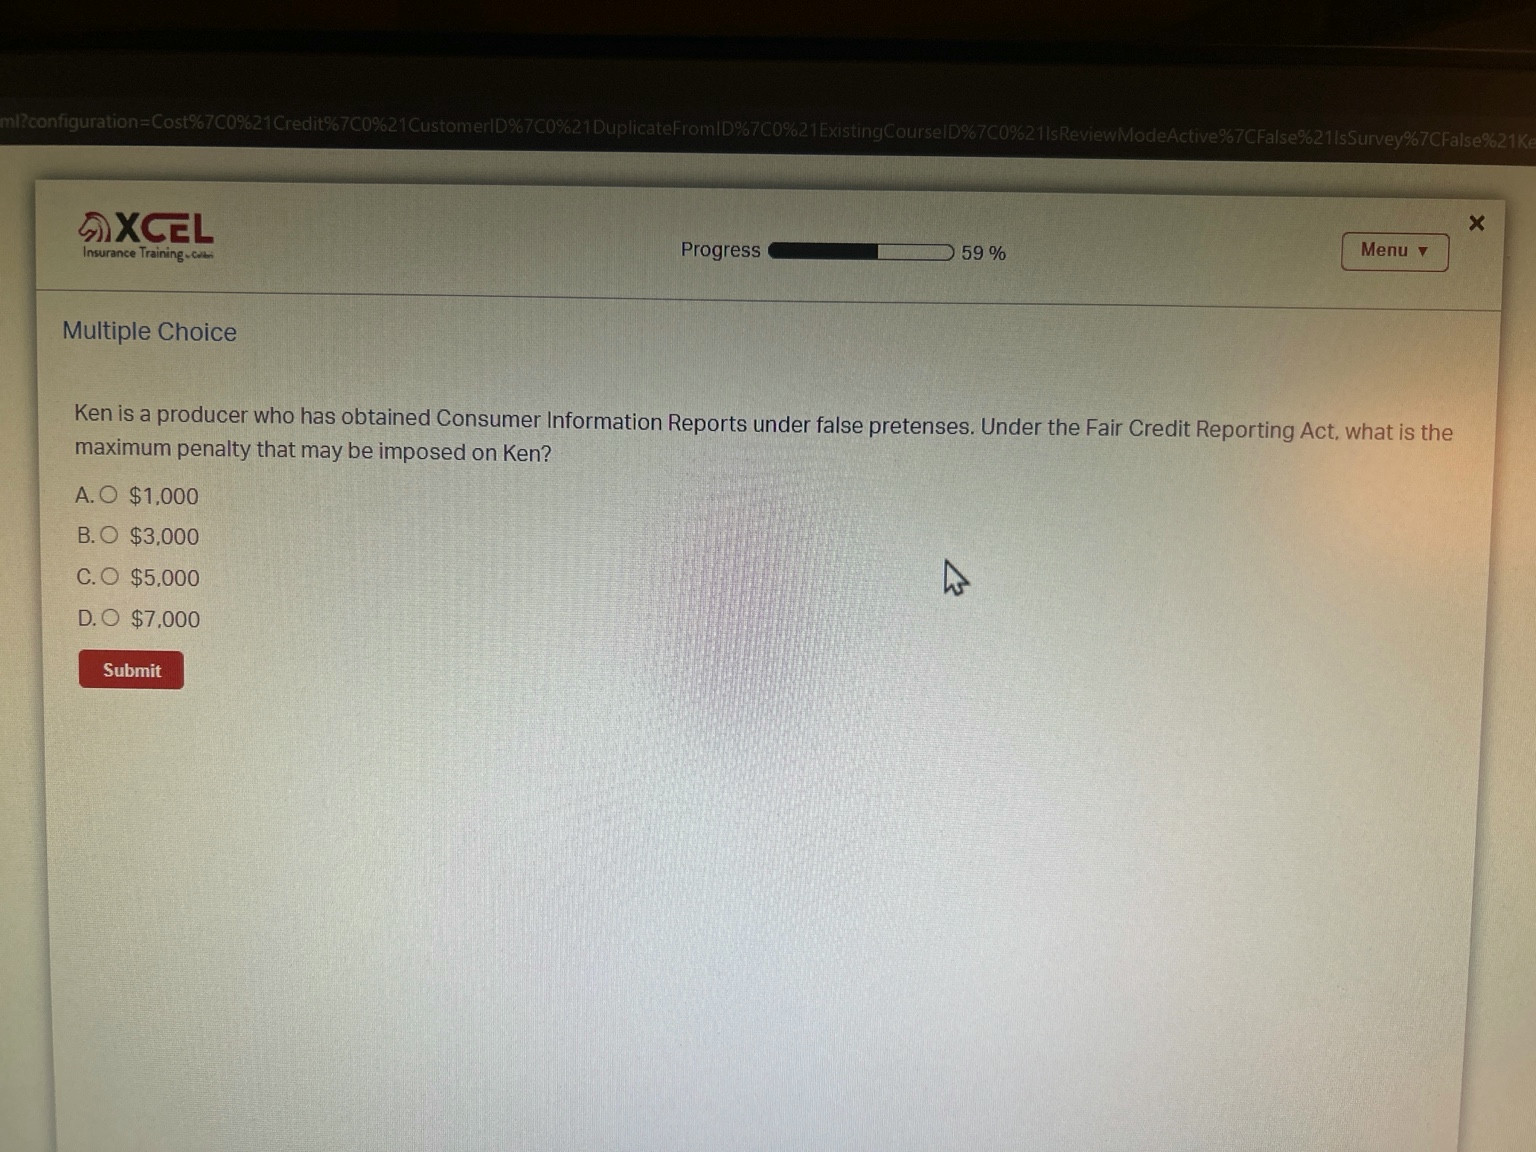 ml?configuration=Cost%7C0%21Credit%7C0%21CustomerID%7C0%21DuplicateFromID%7C0%21ExistingCourseID%7C0%21IsReviewModeActive%7CFalse%21IsSurvey%7CFalse%21Ke
XCEL
Insurance Training by Colibri
Progress 59 %
Menu ▼
×
Multiple Choice
Ken is a producer who has obtained Consumer Information Reports under false pretenses. Under the Fair Credit Reporting Act, what is the
maximum penalty that may be imposed on Ken?
A. $1,000
B. $3,000
C. $5,000
D. $7,000
Submit